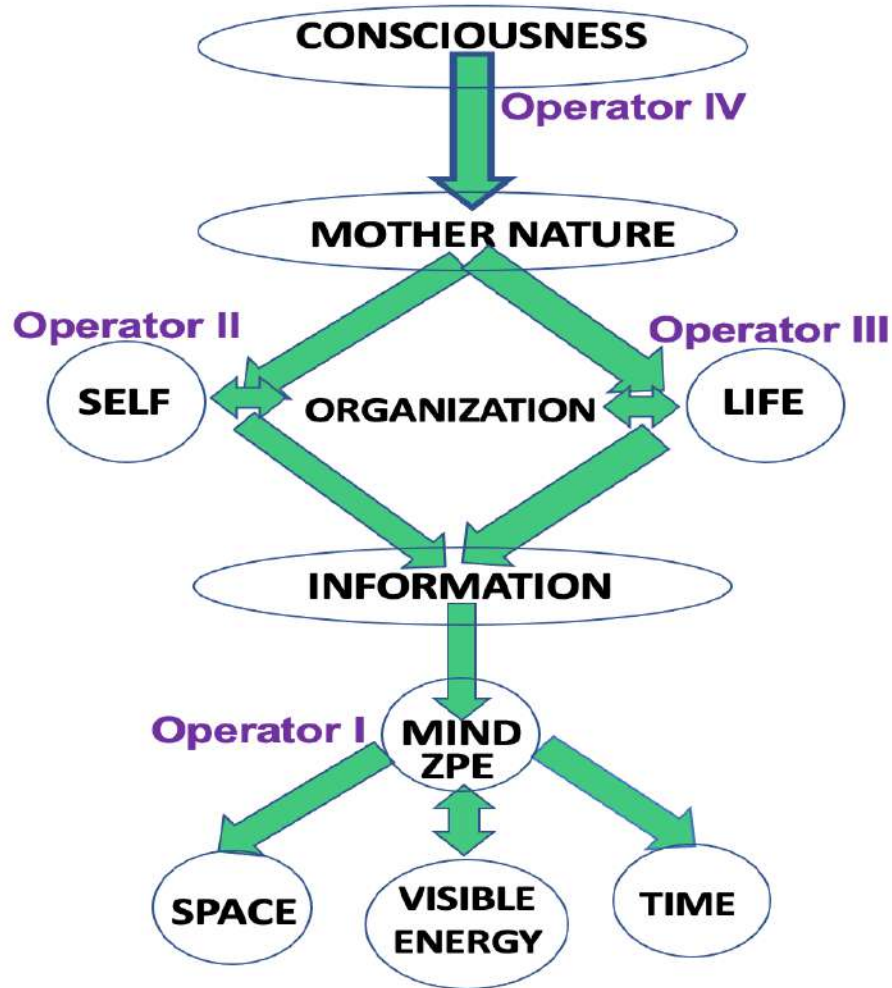 CONSCIOUSNESS
Operator IV
MOTHER NATURE
Operator II
Operator III
SELF
ORGANIZATION
LIFE
INFORMATION
Operator I
MIND
ZPE
SPACE
VISIBLE
ENERGY
TIME